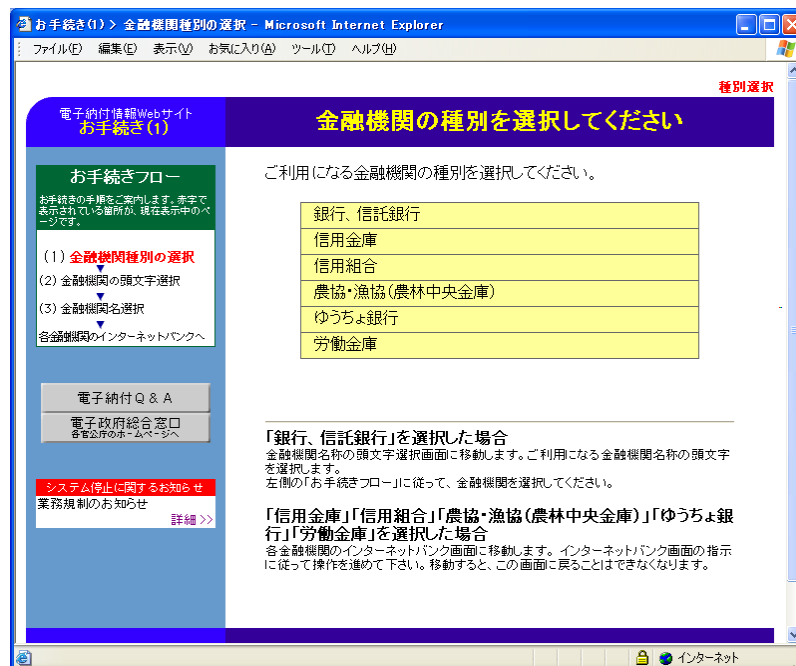 お手続き(1) > 金融機関種別の選択 - Microsoft Internet Explorer
ファイル(F) 編集(E) 表示(V) お気に入り(A) ツール(T) ヘルプ(H)
種別選択
電子納付情報Webサイト
お手続き(1)
金融機関の種別を選択してください
お手続きフロー
お手続きの手順をご案内します。赤字で
表示されている箇所が、現在表示中のペ
ージです。
(1) 金融機関種別の選択
(2) 金融機関の頭文字選択
(3) 金融機関名選択
各金融機関のインターネットバンクへ
電子納付Q & A
電子政府総合窓口
各官公庁のホームページへ
システム停止に関するお知らせ
業務規制のお知らせ
詳細>>
ご利用になる金融機関の種別を選択してください。
銀行、信託銀行
信用金庫
信用組合
農協・漁協(農林中央金庫)
ゆうちょ銀行
労働金庫
「銀行、信託銀行」を選択した場合
金融機関名称の頭文字選択画面に移動します。ご利用になる金融機関名称の頭文字
を選択します。
左側の「お手続きフロー」に従って、金融機関を選択してください。
「信用金庫」「信用組合」「農協・漁協(農林中央金庫)」「ゆうちょ銀
行」「労働金庫」を選択した場合
各金融機関のインターネットバンク画面に移動します。インターネットバンク画面の指示
に従って操作を進めて下さい。移動すると、この画面に戻ることはできなくなります。
インターネット